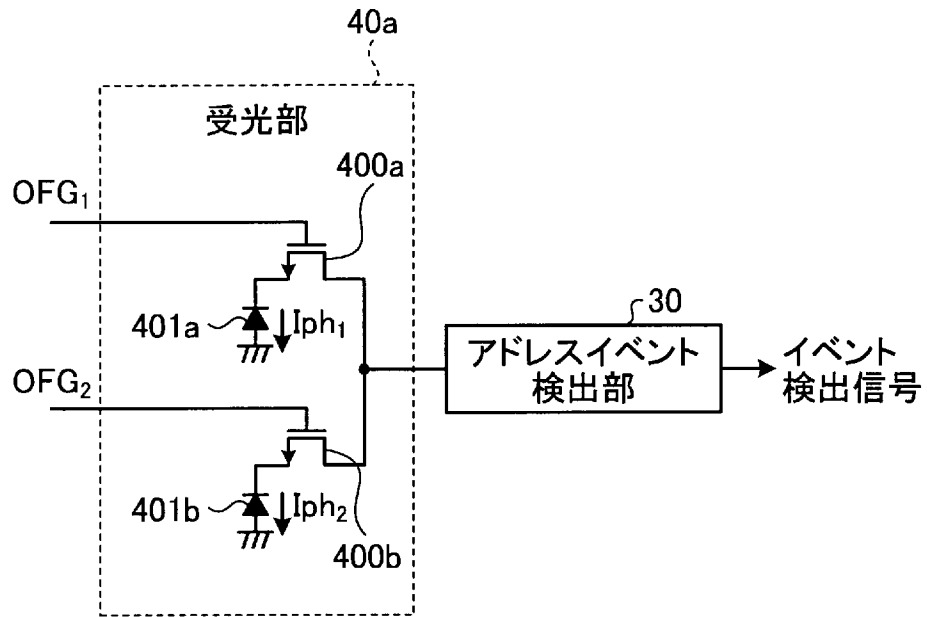 40a
受光部
400a
OFG₁
401a
Iph₁
30
アドレスイベント
検出部
イベント
検出信号
OFG₂
401b
Iph₂
400b